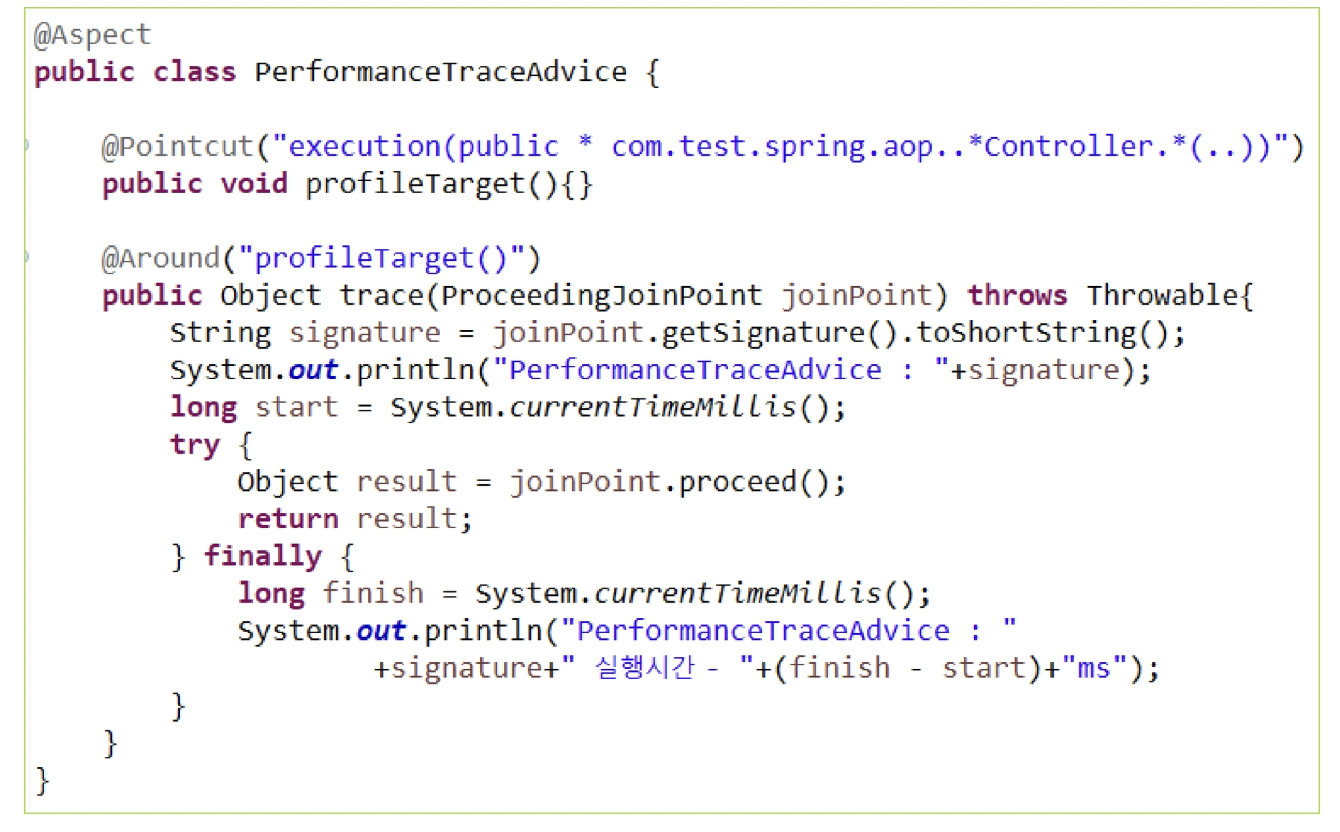 @Aspect
public class PerformanceTraceAdvice {
@Pointcut("execution(public * com.test.spring.aop..*Controller.*(..))")
public void profileTarget(){}
@Around("profileTarget()")
public Object trace(ProceedingJoinPoint joinPoint) throws Throwable{
String signature = joinPoint.getSignature().toShortString();
System.out.println("PerformanceTraceAdvice : "+signature);
long start = System.currentTimeMillis();
try {
Object result = joinPoint.proceed();
return result;
} finally {
long finish = System.currentTimeMillis();
System.out.println("PerformanceTraceAdvice : "
+signature+" 실행시간 - "+(finish - start)+"ms");
}
}
}